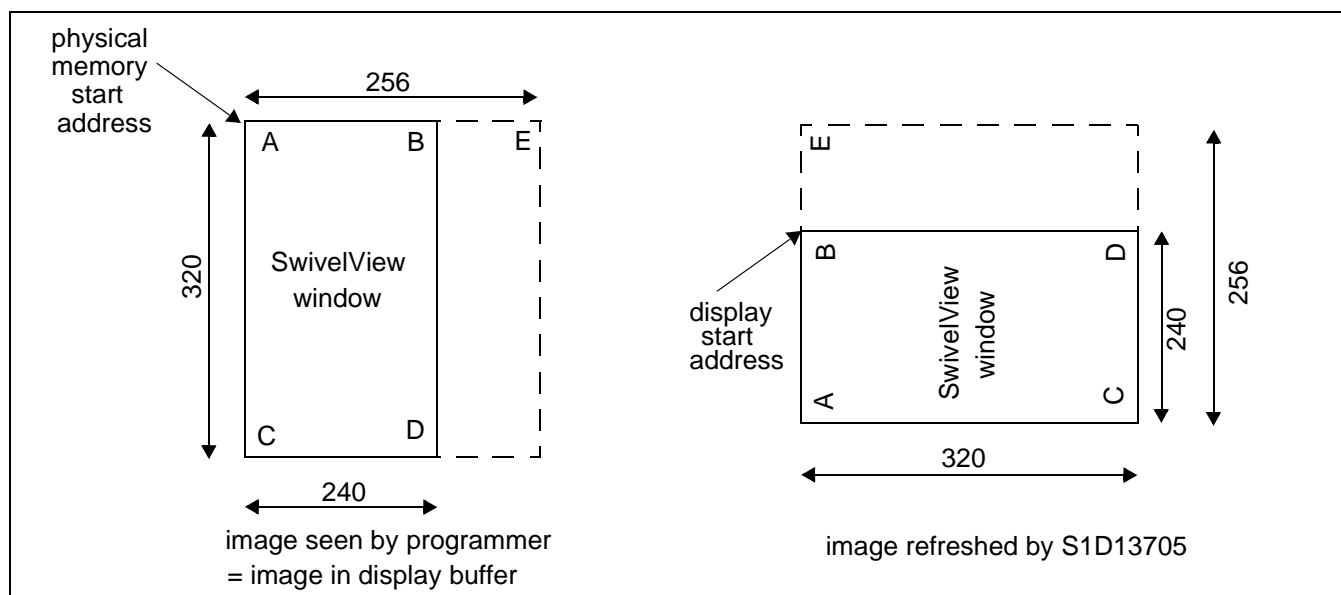 physical
memory
start
address
256
A
B
E
320
SwivelView
window
C
D
240
image seen by programmer
= image in display buffer
E
B
D
SwivelView
window
display
start
address
A
C
240
256
320
image refreshed by S1D13705